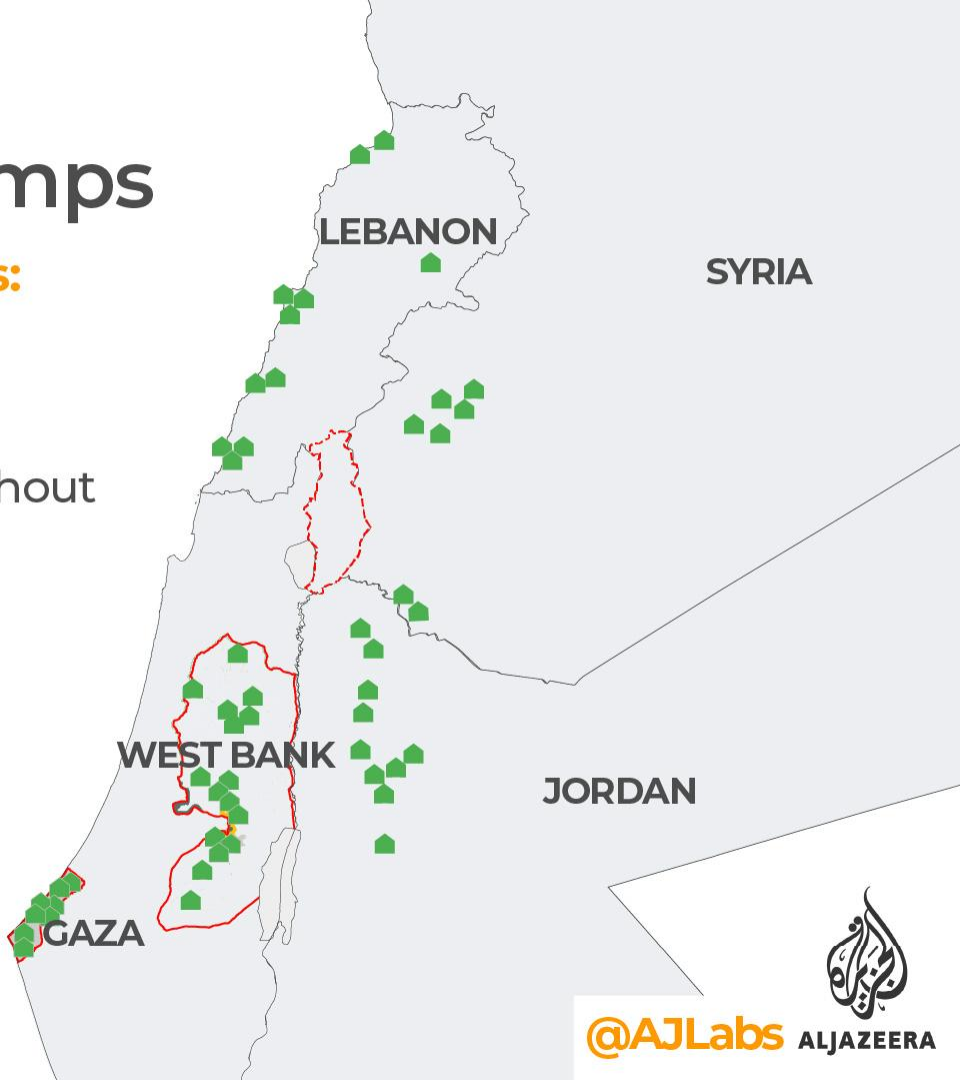 mps
s:
hout
LEBANON
SYRIA
WEST BANK
JORDAN
GAZA
@AJLabs
ALJAZEERA